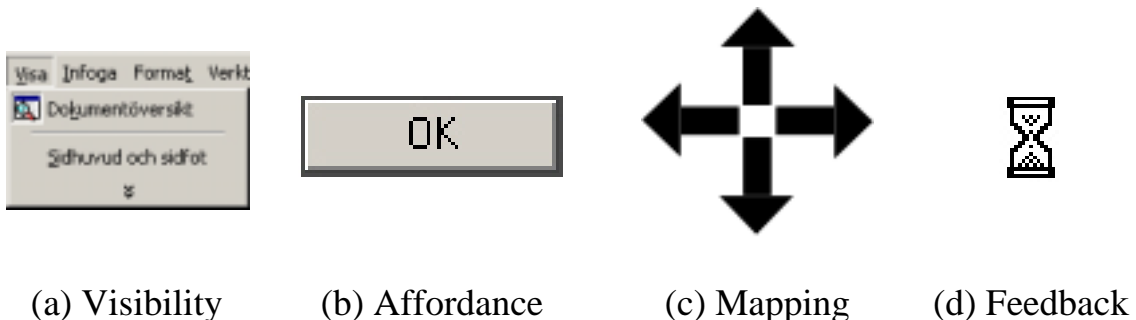 Visa Infoga Format Verkt
Dokumentöversikt
Sidhuvud och sidfot
OK
(a) Visibility
(b) Affordance
(c) Mapping
(d) Feedback